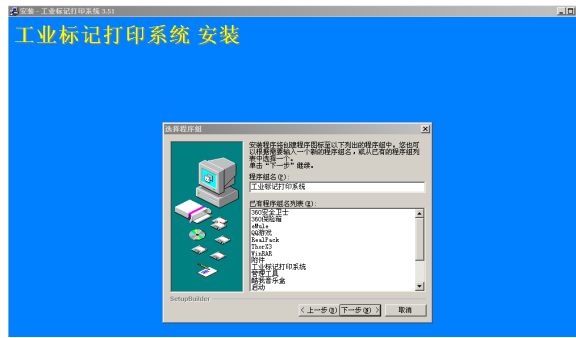 安装 - 工业标记打印系统 3.51
工业标记打印系统 安装
选择程序组
安装程序将创建程序图标至以下列出的程序组中。您也可
以根据需要输入一个新的程序组名，或从已有的程序组列
表中选择一个。
单击“下一步”继续。
程序组名(P):
工业标记打印系统
已有程序组名列表(E):
360安全卫士
360保险箱
eMule
QQ游戏
RealPack
ThorX3
WinRAR
附件
工业标记打印系统
管理工具
酷我音乐盒
启动
SetupBuilder
< 上一步(B)
下一步(N) >
取消